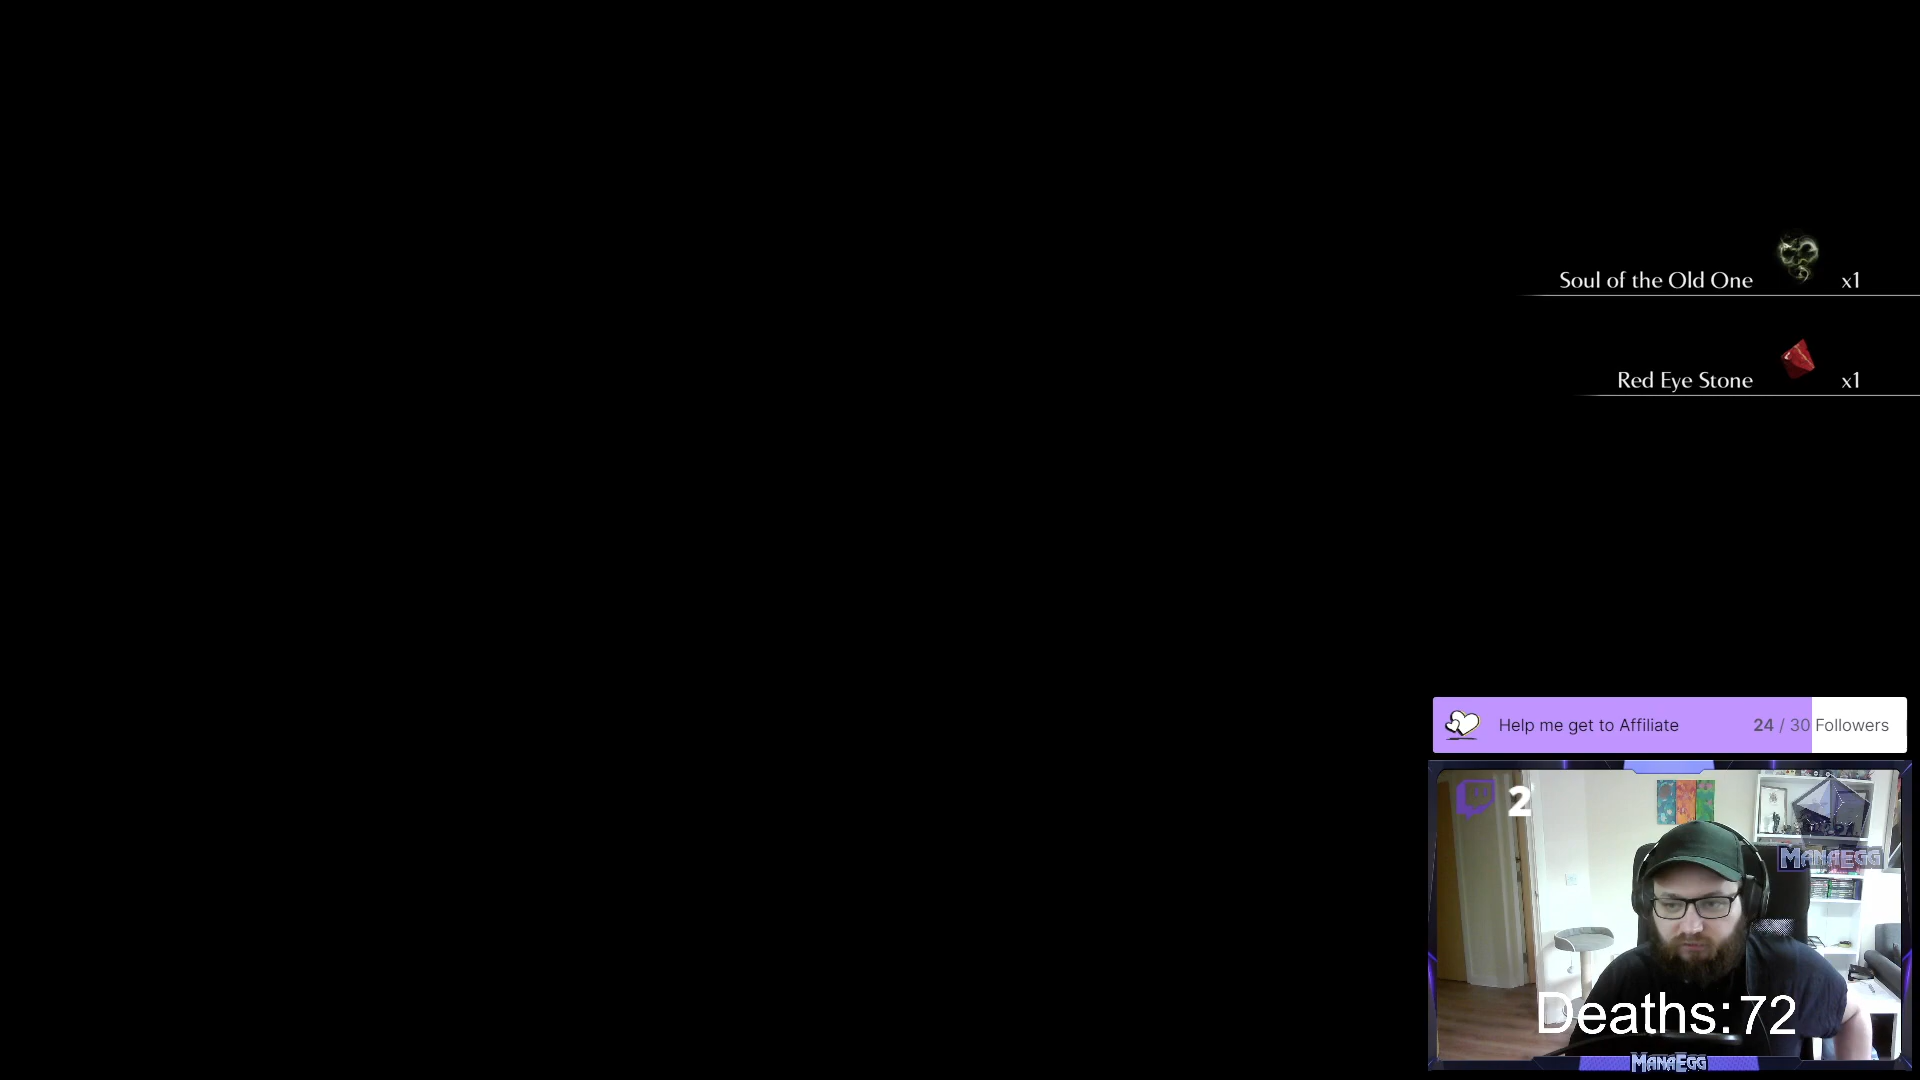 Soul of the Old One x1
Red Eye Stone x1
Help me get to Affiliate 24 / 30 Followers
2
MANAEGG
Deaths: 72
MANAEGG